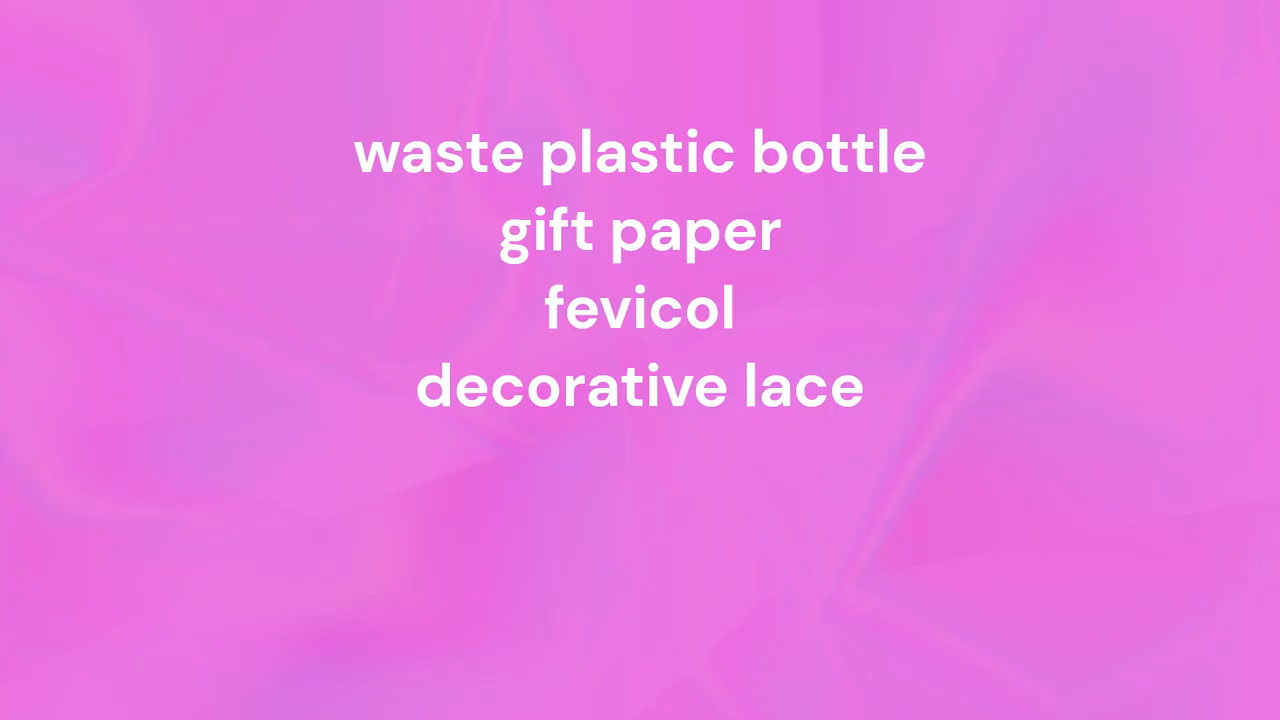 waste plastic bottle
gift paper
fevicol
decorative lace